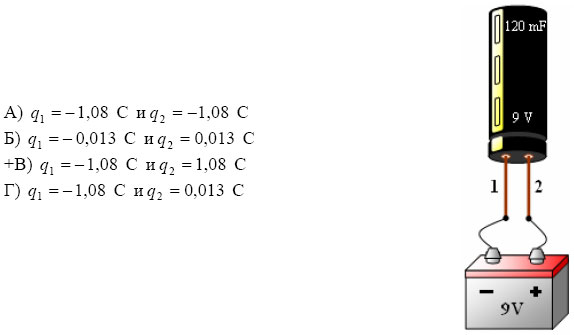 120 mF
9 V
А) q₁ = −1,08 C и q₂ = −1,08 C
Б) q₁ = − 0,013 C и q₂ = 0,013 C
+В) q₁ = −1,08 C и q₂ = 1,08 C
Г) q₁ = −1,08 C и q₂ = 0,013 C
1 2
− +
9V